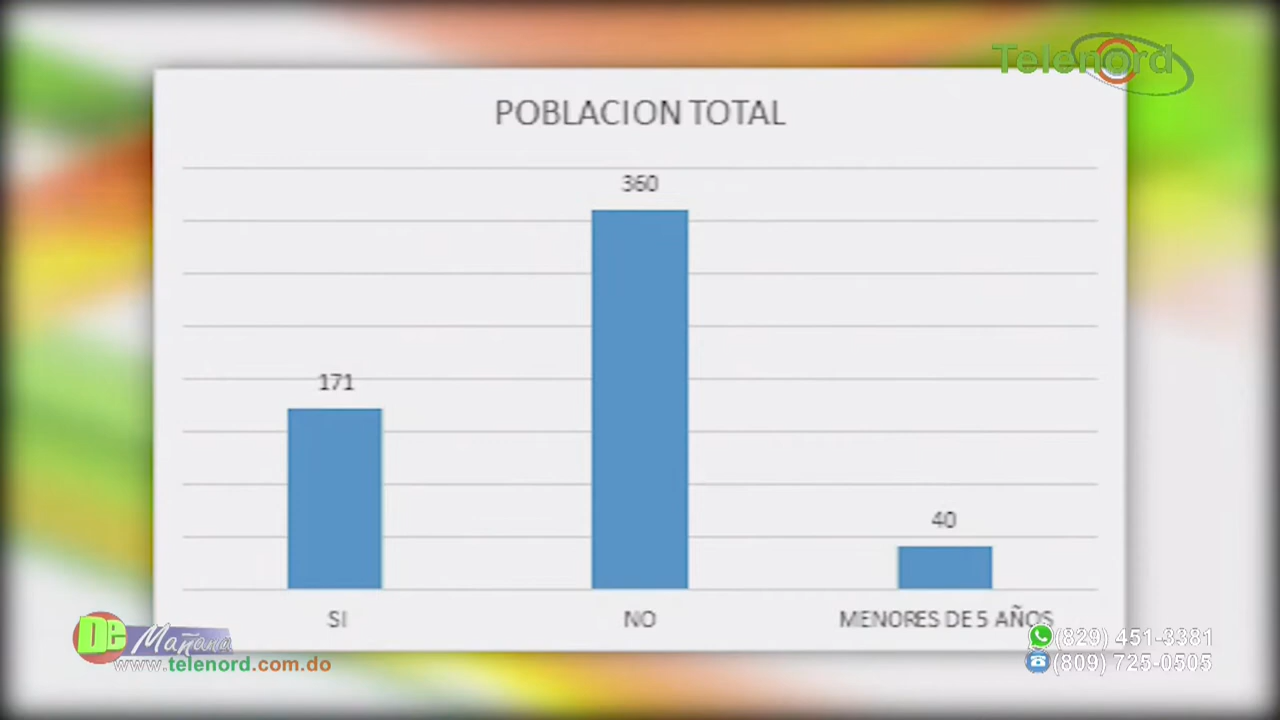 Telenord
POBLACION TOTAL
360
171
40
SI
NO
MENORES DE 5 AÑOS
De Mañana
www.telenord.com.do
(829) 451-3381
(809) 725-0505